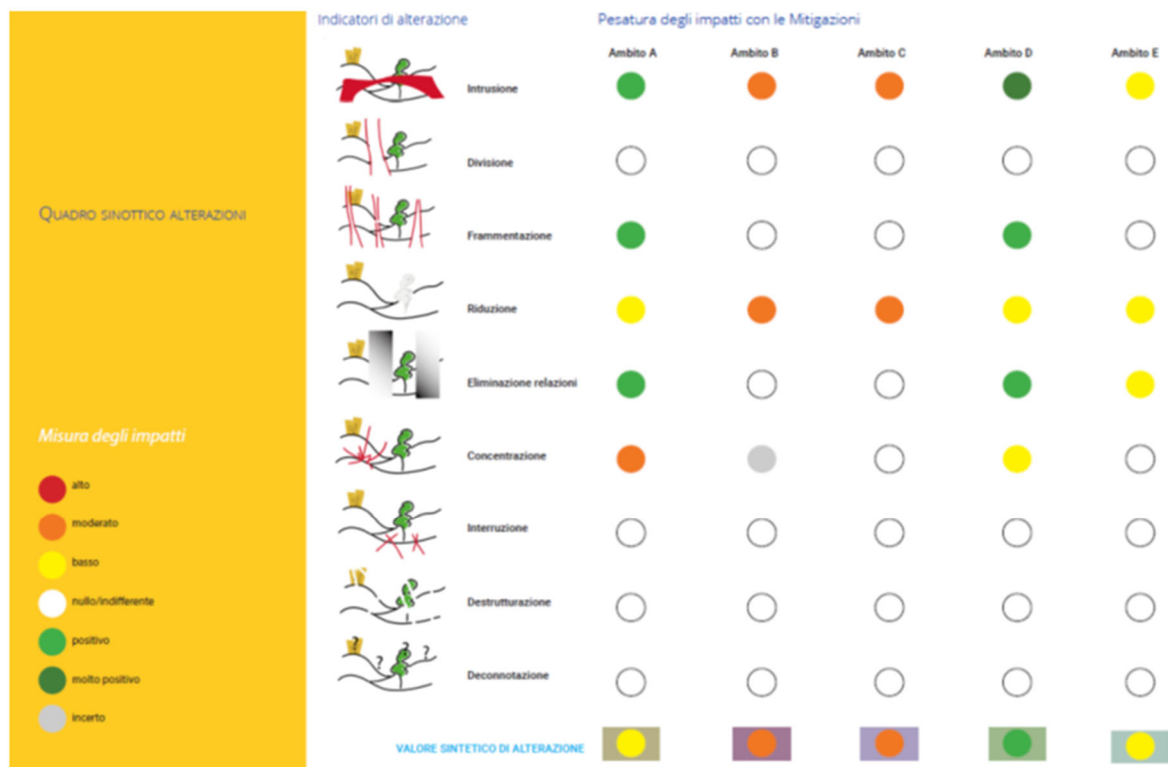 Indicatori di alterazione
Pesatura degli impatti con le Mitigazioni
Ambito A
Ambito B
Ambito C
Ambito D
Ambito E
Intrusione
Divisione
QUADRO SINOTTICO ALTERAZIONI
Frammentazione
Riduzione
Eliminazione relazioni
Misura degli impatti
Concentrazione
alto
moderato
Interruzione
basso
nullo/indifferente
Destrutturazione
positivo
? ? ? ?
molto positivo
Deconnotazione
incerto
VALORE SINTETICO DI ALTERAZIONE